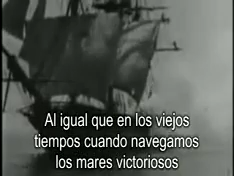 Al igual que en los viejos
tiempos cuando navegamos
los mares victoriosos